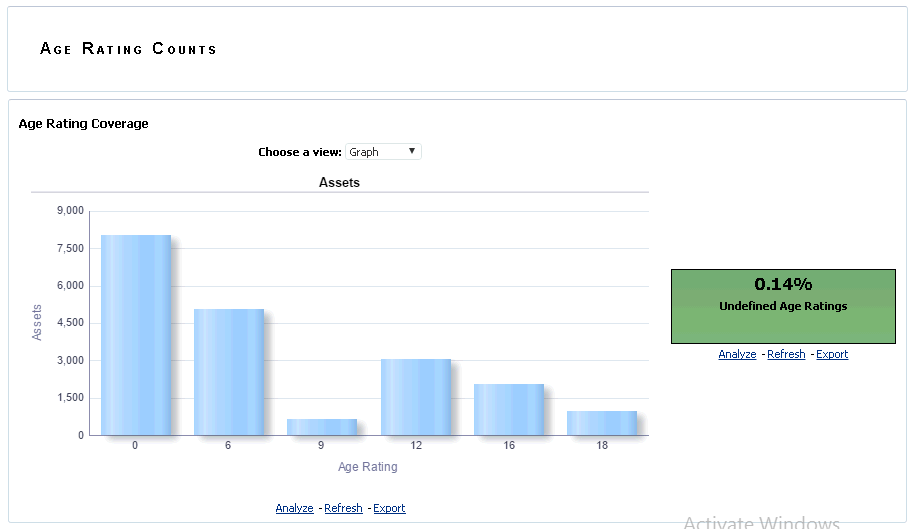 Age Rating Counts
Age Rating Coverage
Choose a view: Graph
Assets
9,000
7,500
6,000
4,500
3,000
1,500
0
Assets
0 6 9 12 16 18
Age Rating
Analyze - Refresh - Export
0.14%
Undefined Age Ratings
Analyze - Refresh - Export
Activate Windows